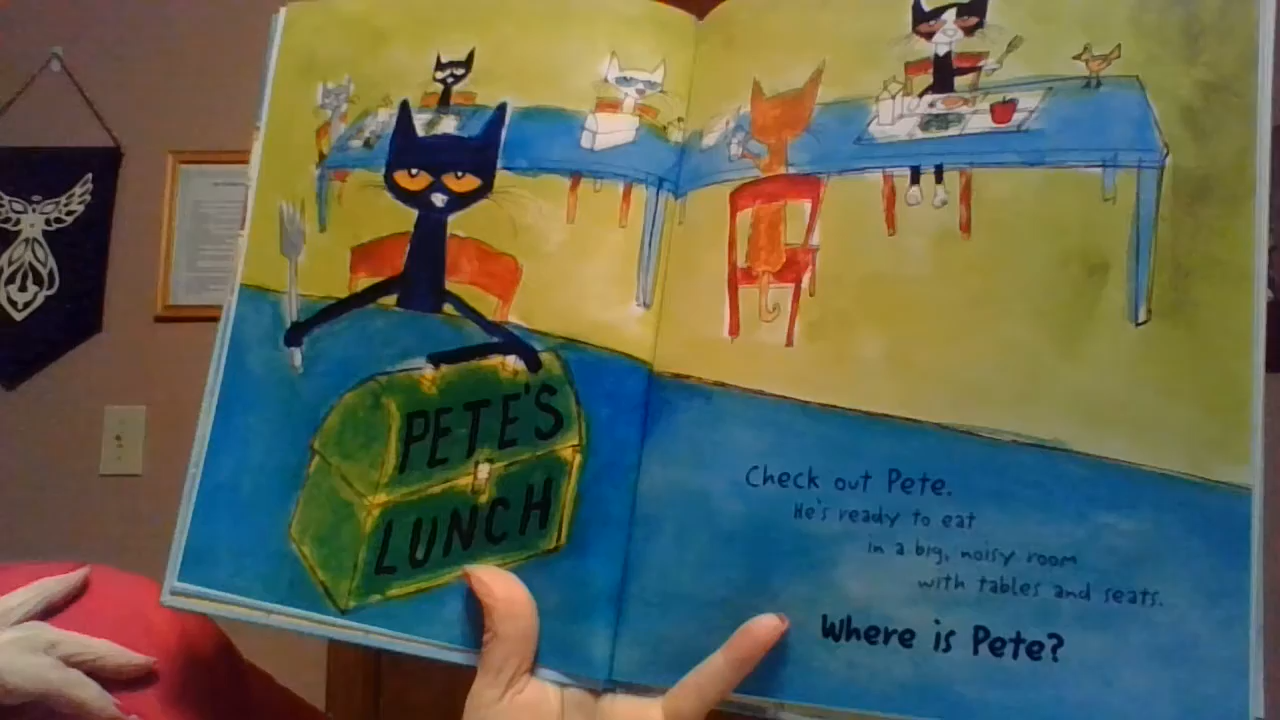 PETE'S
LUNCH
Check out Pete.
He's ready to eat
in a big, noisy room
with tables and seats.
Where is Pete?